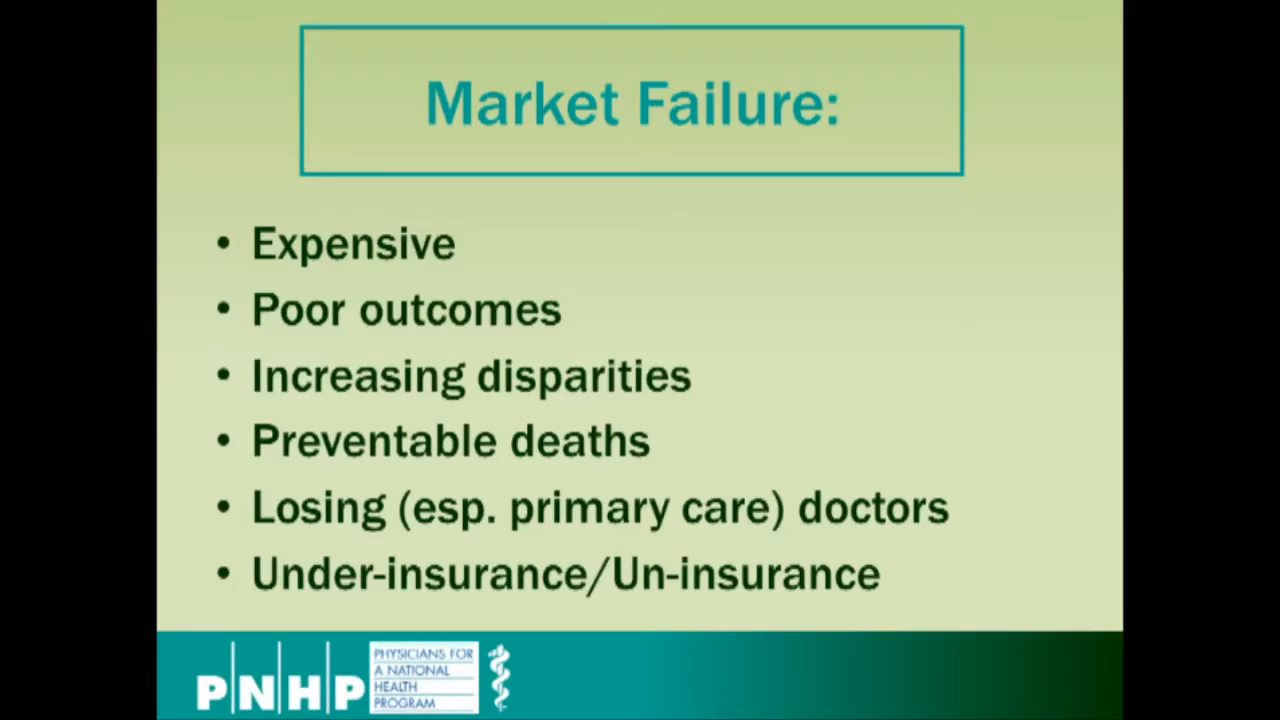 Market Failure:
• Expensive
• Poor outcomes
• Increasing disparities
• Preventable deaths
• Losing (esp. primary care) doctors
• Under-insurance/Un-insurance
PNHP
PHYSICIANS FOR
A NATIONAL
HEALTH
PROGRAM